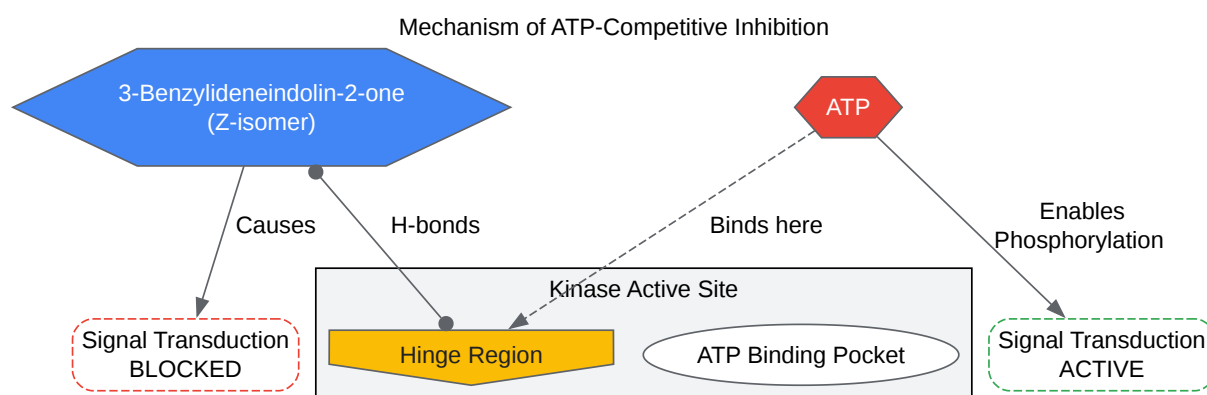 Mechanism of ATP-Competitive Inhibition
3-Benzylideneindolin-2-one
(Z-isomer)
ATP
Causes
H-bonds
Binds here
Enables
Phosphorylation
Kinase Active Site
Signal Transduction
BLOCKED
Hinge Region
ATP Binding Pocket
Signal Transduction
ACTIVE